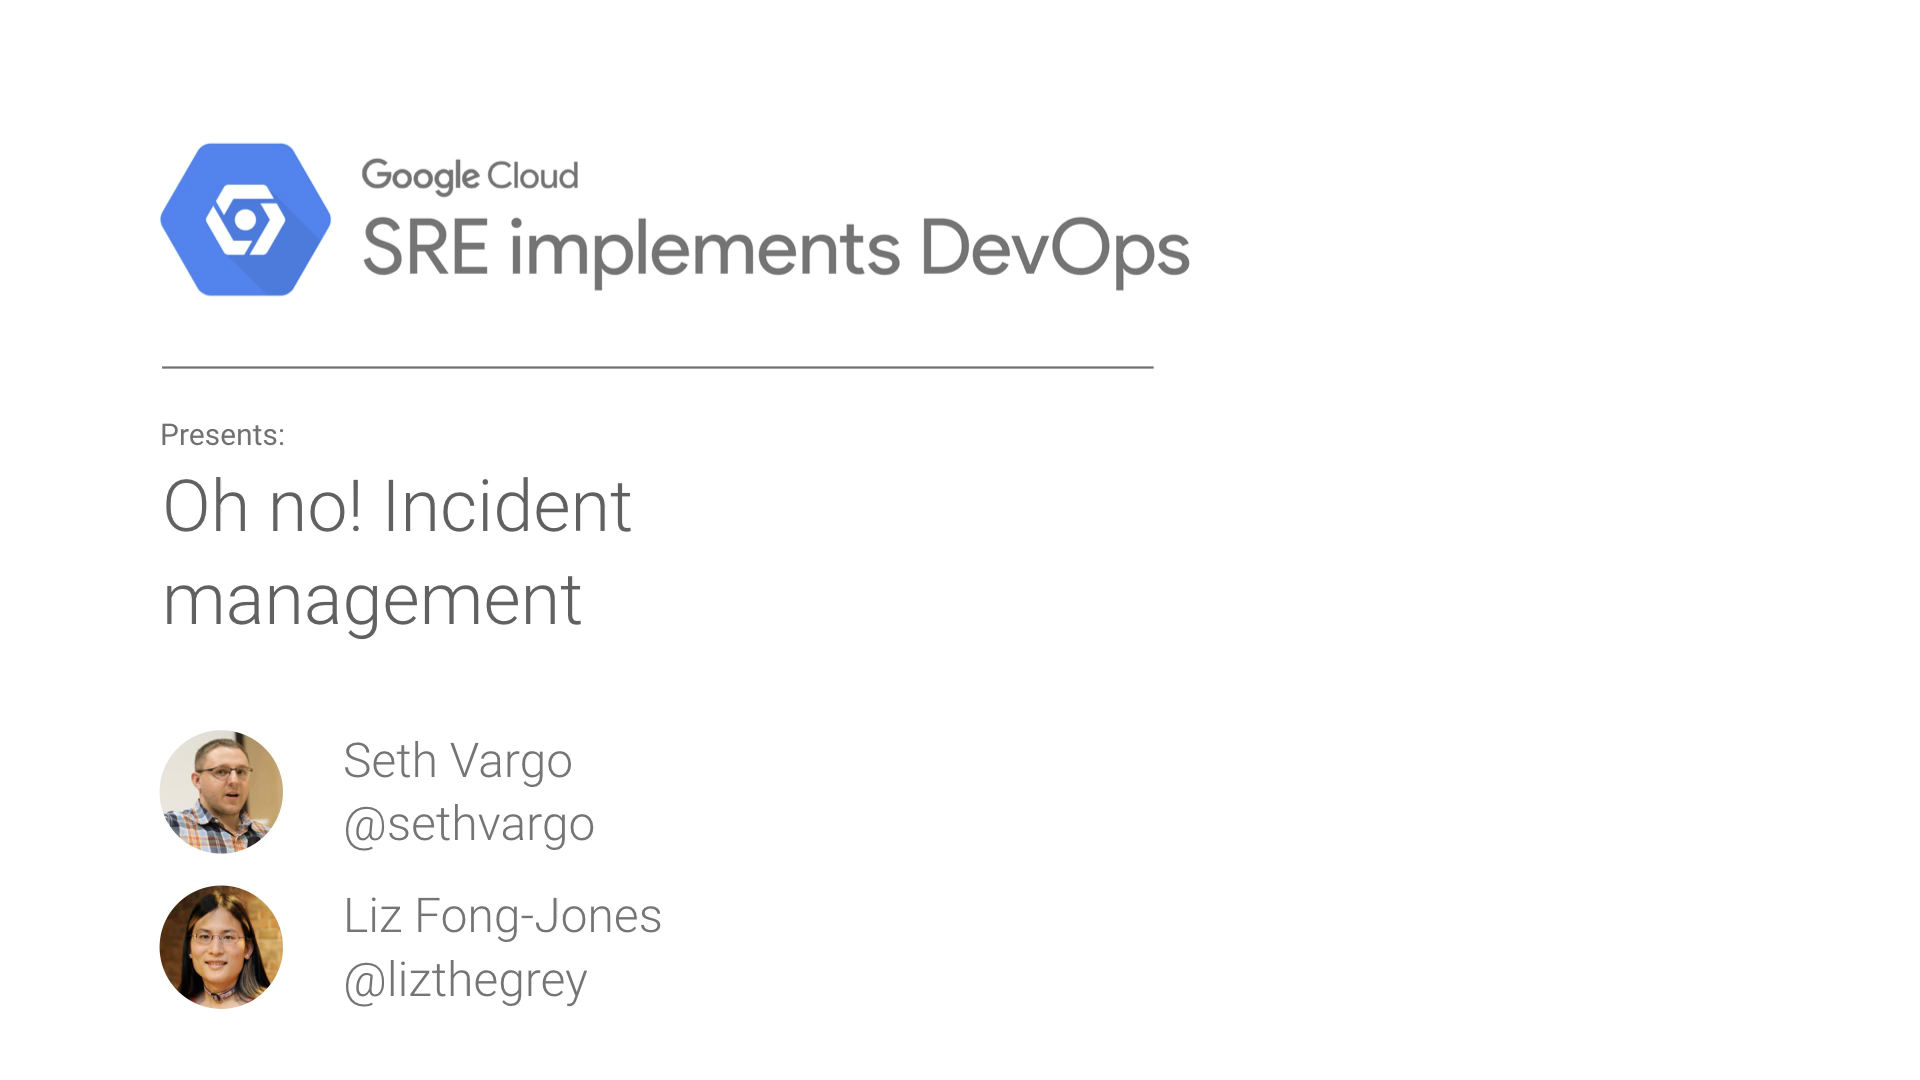 Google Cloud
SRE implements DevOps
Presents:
Oh no! Incident
management
Seth Vargo
@sethvargo
Liz Fong-Jones
@lizthegrey